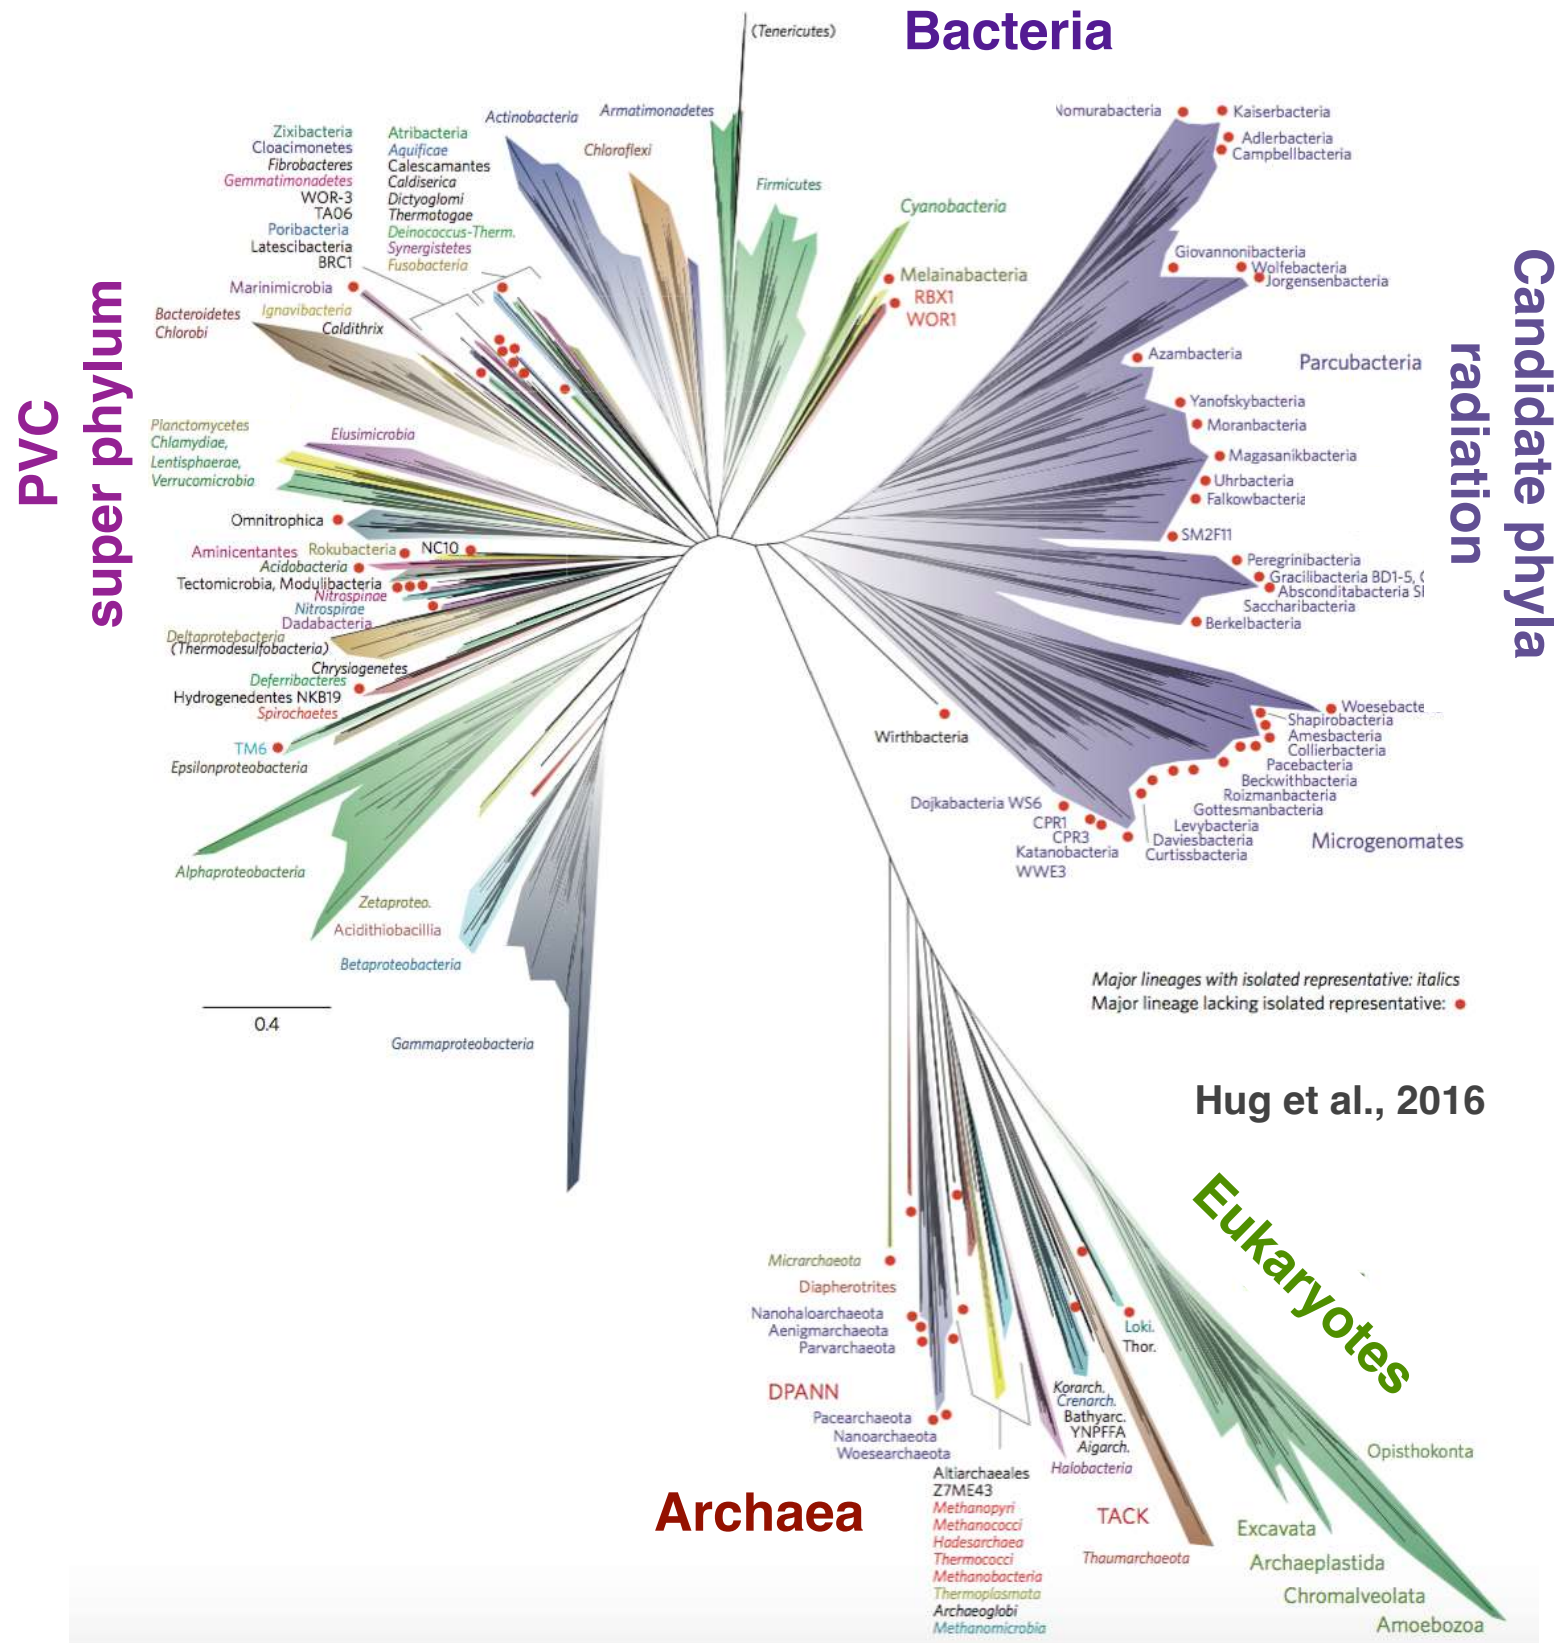 Bacteria
(Tenericutes)
Actinobacteria
Armatimonadetes
Chloroflexi
Firmicutes
Cyanobacteria
Melainabacteria
RBX1
WOR1
Zixibacteria
Cloacimonetes
Fibrobacteres
Gemmatimonadetes
WOR-3
TA06
Poribacteria
Latescibacteria
BRC1
Atribacteria
Aquificae
Calescamantes
Caldiserica
Dictyoglomi
Thermotogae
Deinococcus-Therm.
Synergistetes
Fusobacteria
Marinimicrobia
Bacteroidetes
Chlorobi
Ignavibacteria
Caldithrix
PVC
super phylum
Planctomycetes
Chlamydiae,
Lentisphaerae,
Verrucomicrobia
Elusimicrobia
Omnitrophica
Aminicentantes
Rokubacteria
NC10
Acidobacteria
Tectomicrobia, Modulibacteria
Nitrospinae
Nitrospirae
Dadabacteria
Deltaprotebacteria
(Thermodesulfobacteria)
Chrysiogenetes
Deferribacteres
Hydrogenedentes NKB19
Spirochaetes
TM6
Epsilonproteobacteria
Alphaproteobacteria
Zetaproteo.
Acidithiobacillia
Betaproteobacteria
Gammaproteobacteria
0.4
Nomurabacteria
Kaiserbacteria
Adlerbacteria
Campbellbacteria
Giovannonibacteria
Wolfebacteria
Jorgensenbacteria
Azambacteria
Parcubacteria
Yanofskybacteria
Moranbacteria
Magasanikbacteria
Uhrbacteria
Falkowbacteria
SM2F11
Candidate phyla
radiation
Peregrinibacteria
Gracilibacteria BD1-5,
Absconditabacteria
Saccharibacteria
Berkelbacteria
Woesebacte
Shapirobacteria
Amesbacteria
Collierbacteria
Pacebacteria
Beckwithbacteria
Roizmanbacteria
Gottesmanbacteria
Levybacteria
Daviesbacteria
Curtissbacteria
Microgenomates
Wirthbacteria
Dojkabacteria WS6
CPR1
CPR3
Katanobacteria
WWE3
Major lineages with isolated representative: italics
Major lineage lacking isolated representative:
Hug et al., 2016
Eukaryotes
Micrarchaeota
Diapherotrites
Nanohaloarchaeota
Aenigmarchaeota
Parvarchaeota
DPANN
Pacearchaeota
Nanoarchaeota
Woesearchaeota
Archaea
Altiarchaeales
Z7ME43
Methanopyri
Methanococci
Hadesarchaea
Thermococci
Methanobacteria
Thermoplasmata
Archaeoglobi
Methanomicrobia
Loki.
Thor.
Korarch.
Crenarch.
Bathyarc.
YNPFFA
Aigarch.
Halobacteria
TACK
Thaumarchaeota
Opisthokonta
Excavata
Archaeplastida
Chromalveolata
Amoebozoa